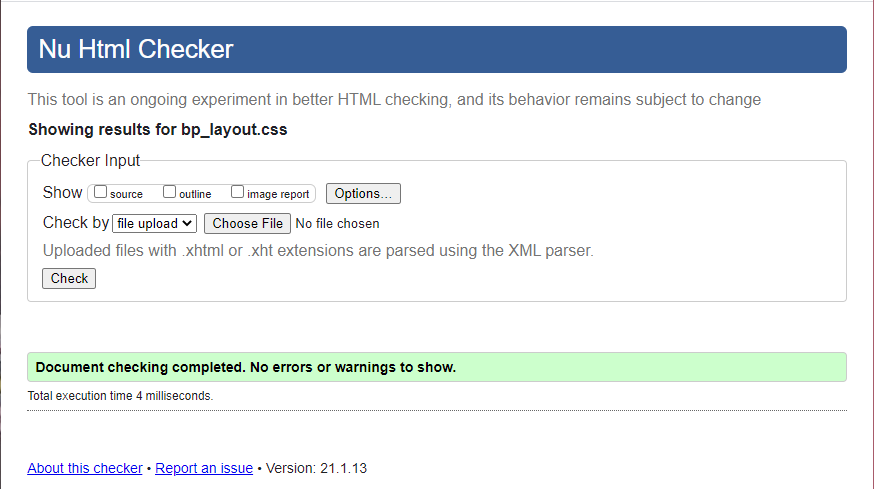 Nu Html Checker
This tool is an ongoing experiment in better HTML checking, and its behavior remains subject to change
Showing results for bp_layout.css
Checker Input
Show source outline image report Options...
Check by file upload Choose File No file chosen
Uploaded files with .xhtml or .xht extensions are parsed using the XML parser.
Check
Document checking completed. No errors or warnings to show.
Total execution time 4 milliseconds.
About this checker • Report an issue • Version: 21.1.13